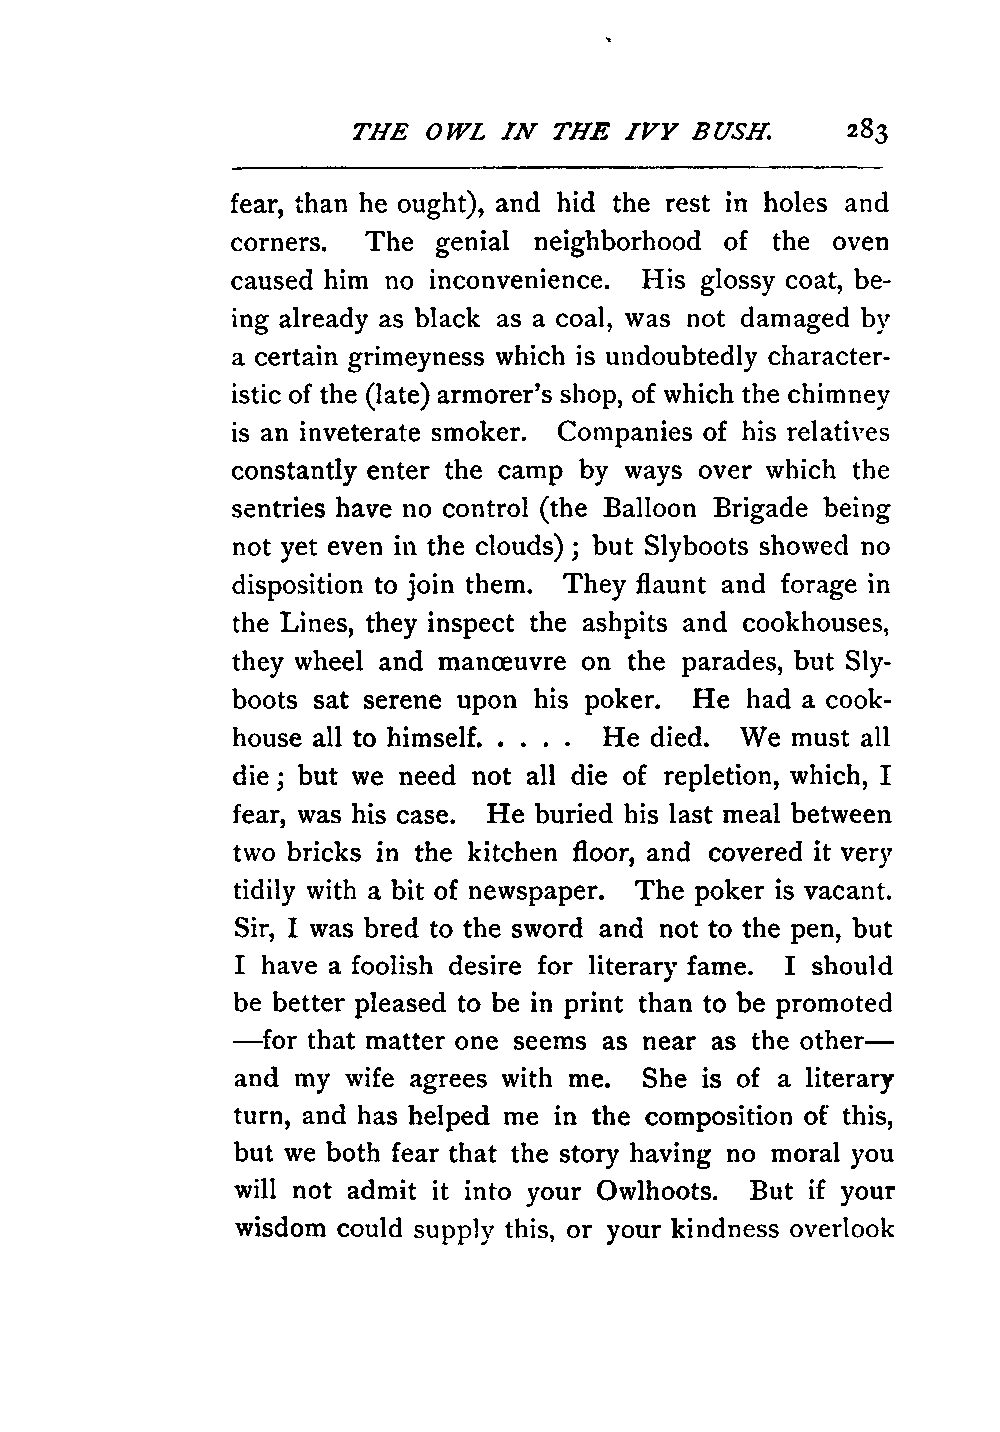 THE OWL IN THE IVY BUSH. 283
fear, than he ought), and hid the rest in holes and
corners. The genial neighborhood of the oven
caused him no inconvenience. His glossy coat, be-
ing already as black as a coal, was not damaged by
a certain grimeyness which is undoubtedly character-
istic of the (late) armorer's shop, of which the chimney
is an inveterate smoker. Companies of his relatives
constantly enter the camp by ways over which the
sentries have no control (the Balloon Brigade being
not yet even in the clouds) ; but Slyboots showed no
disposition to join them. They flaunt and forage in
the Lines, they inspect the ashpits and cookhouses,
they wheel and manœuvre on the parades, but Sly-
boots sat serene upon his poker. He had a cook-
house all to himself. . . . . . He died. We must all
die ; but we need not all die of repletion, which, I
fear, was his case. He buried his last meal between
two bricks in the kitchen floor, and covered it very
tidily with a bit of newspaper. The poker is vacant.
Sir, I was bred to the sword and not to the pen, but
I have a foolish desire for literary fame. I should
be better pleased to be in print than to be promoted
—for that matter one seems as near as the other—
and my wife agrees with me. She is of a literary
turn, and has helped me in the composition of this,
but we both fear that the story having no moral you
will not admit it into your Owlhoots. But if your
wisdom could supply this, or your kindness overlook